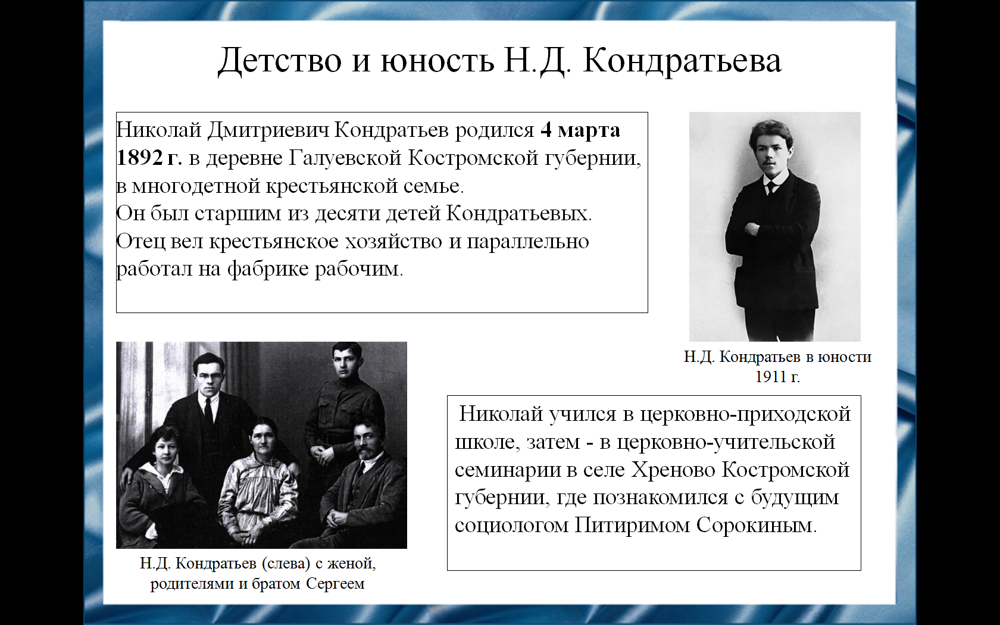 Детство и юность Н.Д. Кондратьева
Николай Дмитриевич Кондратьев родился 4 марта
1892 г. в деревне Галуевской Костромской губернии,
в многодетной крестьянской семье.
Он был старшим из десяти детей Кондратьевых.
Отец вел крестьянское хозяйство и параллельно
работал на фабрике рабочим.
Н.Д. Кондратьев в юности
1911 г.
Николай учился в церковно-приходской
школе, затем - в церковно-учительской
семинарии в селе Хреново Костромской
губернии, где познакомился с будущим
социологом Питиримом Сорокиным.
Н.Д. Кондратьев (слева) с женой,
родителями и братом Сергеем